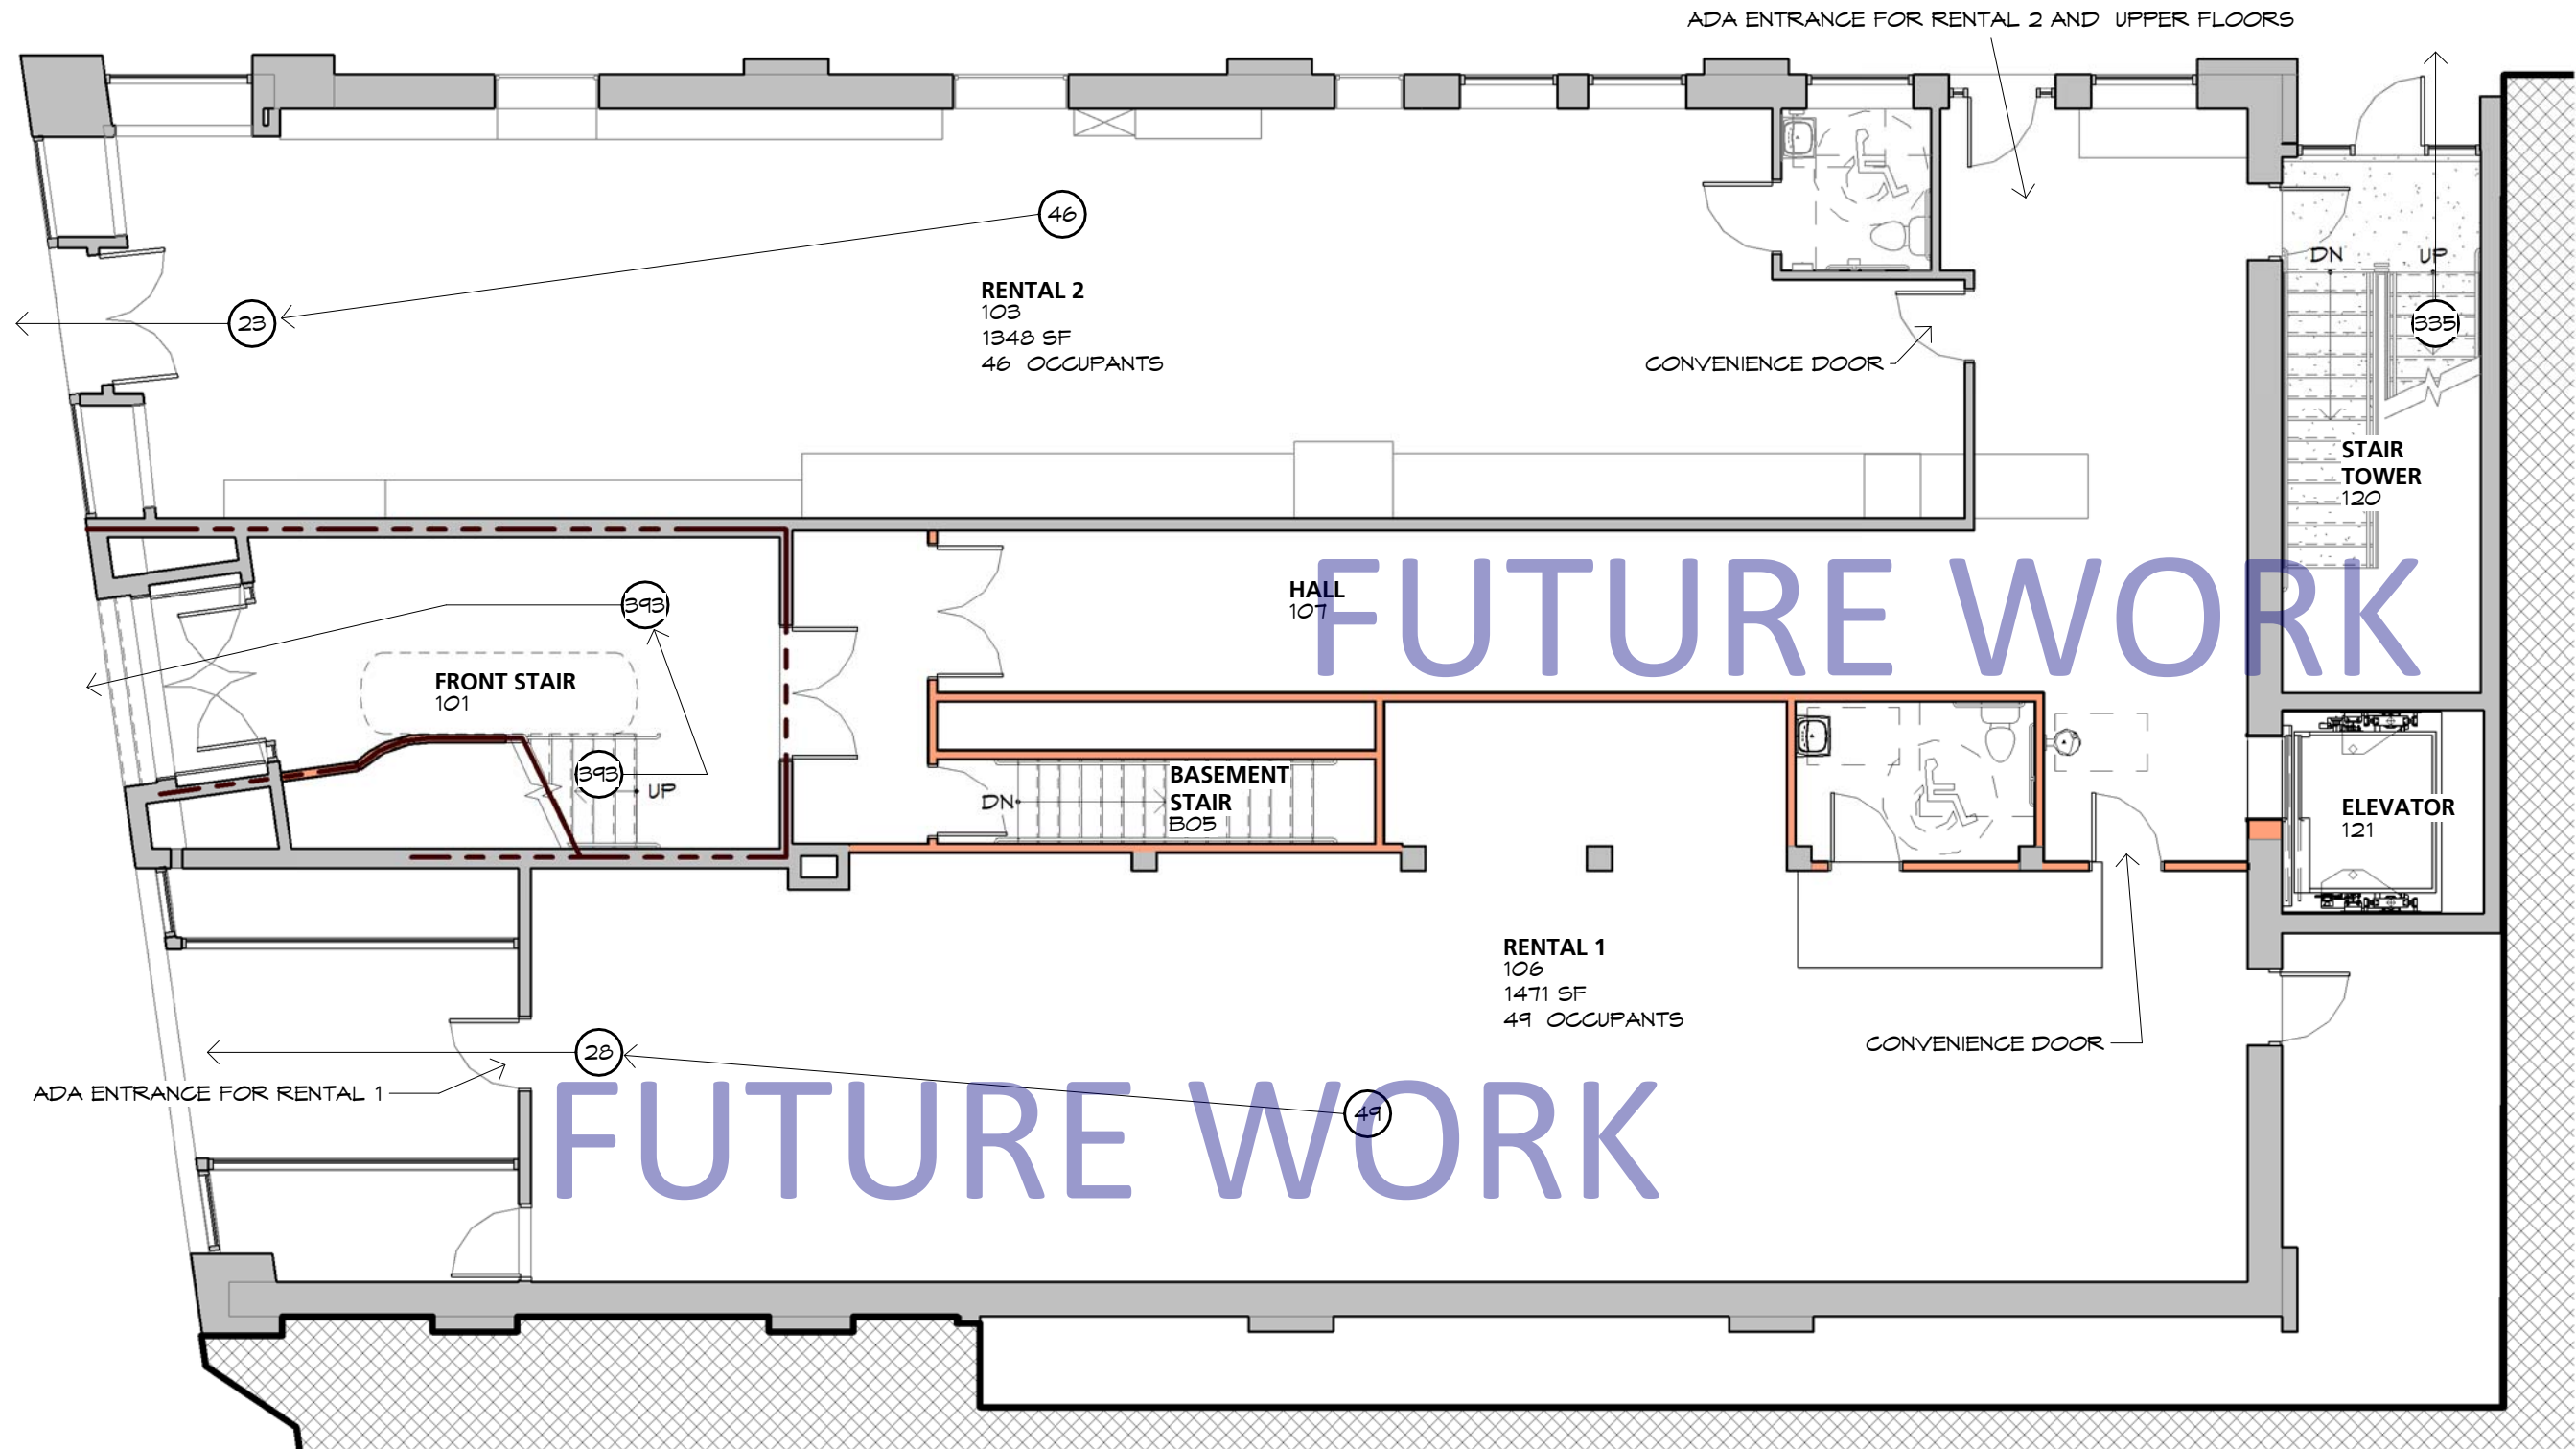 ADA ENTRANCE FOR RENTAL 2 AND UPPER FLOORS
46
23
RENTAL 2
103
1348 SF
46 OCCUPANTS
CONVENIENCE DOOR
DN
UP
335
STAIR
TOWER
120
FUTURE WORK
HALL
107
393
FRONT STAIR
101
393
UP
DN
BASEMENT
STAIR
B05
ELEVATOR
121
RENTAL 1
106
1471 SF
49 OCCUPANTS
CONVENIENCE DOOR
28
ADA ENTRANCE FOR RENTAL 1
49
FUTURE WORK